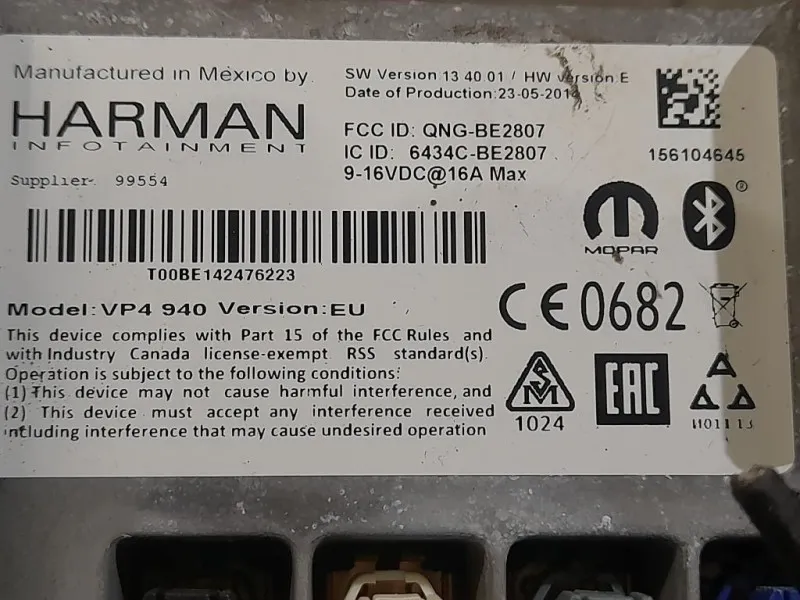 Manufactured in México by
HARMAN
INFOTAINMENT
Supplier- 99554
SW Version 13 40 01 / HW version E
Date of Production:23-05-2014
FCC ID: QNG-BE2807
IC ID: 6434C-BE2807
9-16VDC@16A Max
156104645
MOPAR
®
T00BE142476223
Model:VP4 940 Version:EU
CE0682
This device complies with Part 15 of the FCC Rules and
with Industry Canada license-exempt RSS standard(s).
Operation is subject to the following conditions:
(1) This device may not cause harmful interference, and
(2) This device must accept any interference received
including interference that may cause undesired operation
1024
EAC